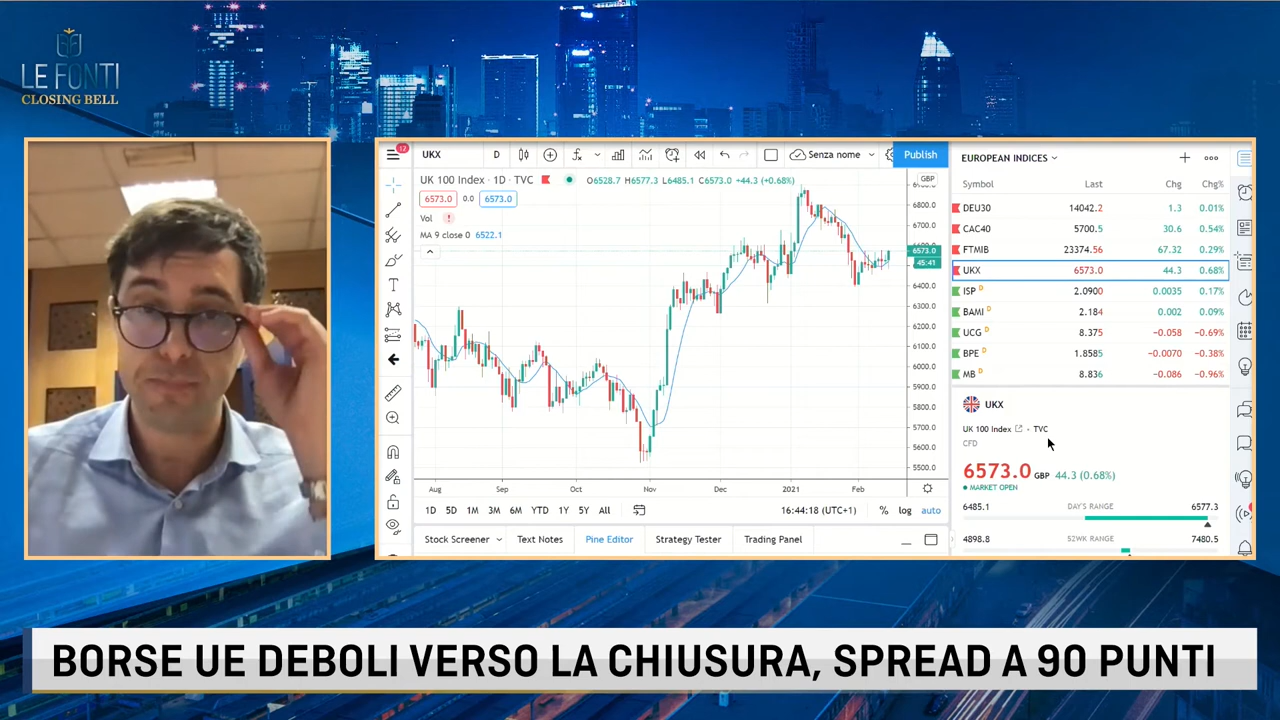 LE FONTI
CLOSING BELL
17
UKX
D
Senza nome
Publish
UK 100 Index · 1D · TVC
O6528.7 H6577.3 L6485.1 C6573.0 +44.3 (+0.68%)
GBP
6573.0 0.0 6573.0
Vol !
MA 9 close 0 6522.1
6800.0
6700.0
6573.0
45:41
6400.0
6300.0
6200.0
6100.0
6000.0
5900.0
5800.0
5700.0
5600.0
5500.0
Aug Sep Oct Nov Dec 2021 Feb
1D 5D 1M 3M 6M YTD 1Y 5Y All
16:44:18 (UTC+1) % log auto
Stock Screener Text Notes Pine Editor Strategy Tester Trading Panel
EUROPEAN INDICES
Symbol Last Chg Chg%
DEU30 14042.2 1.3 0.01%
CAC40 5700.5 30.6 0.54%
FTMIB 23374.56 67.32 0.29%
UKX 6573.0 44.3 0.68%
ISP D 2.0900 0.0035 0.17%
BAMI D 2.184 0.002 0.09%
UCG D 8.375 −0.058 −0.69%
BPE D 1.8585 −0.0070 −0.38%
MB D 8.836 −0.086 −0.96%
UKX
UK 100 Index · TVC
CFD
6573.0 GBP 44.3 (0.68%)
MARKET OPEN
6485.1 DAY'S RANGE 6577.3
4898.8 52WK RANGE 7480.5
BORSE UE DEBOLI VERSO LA CHIUSURA, SPREAD A 90 PUNTI